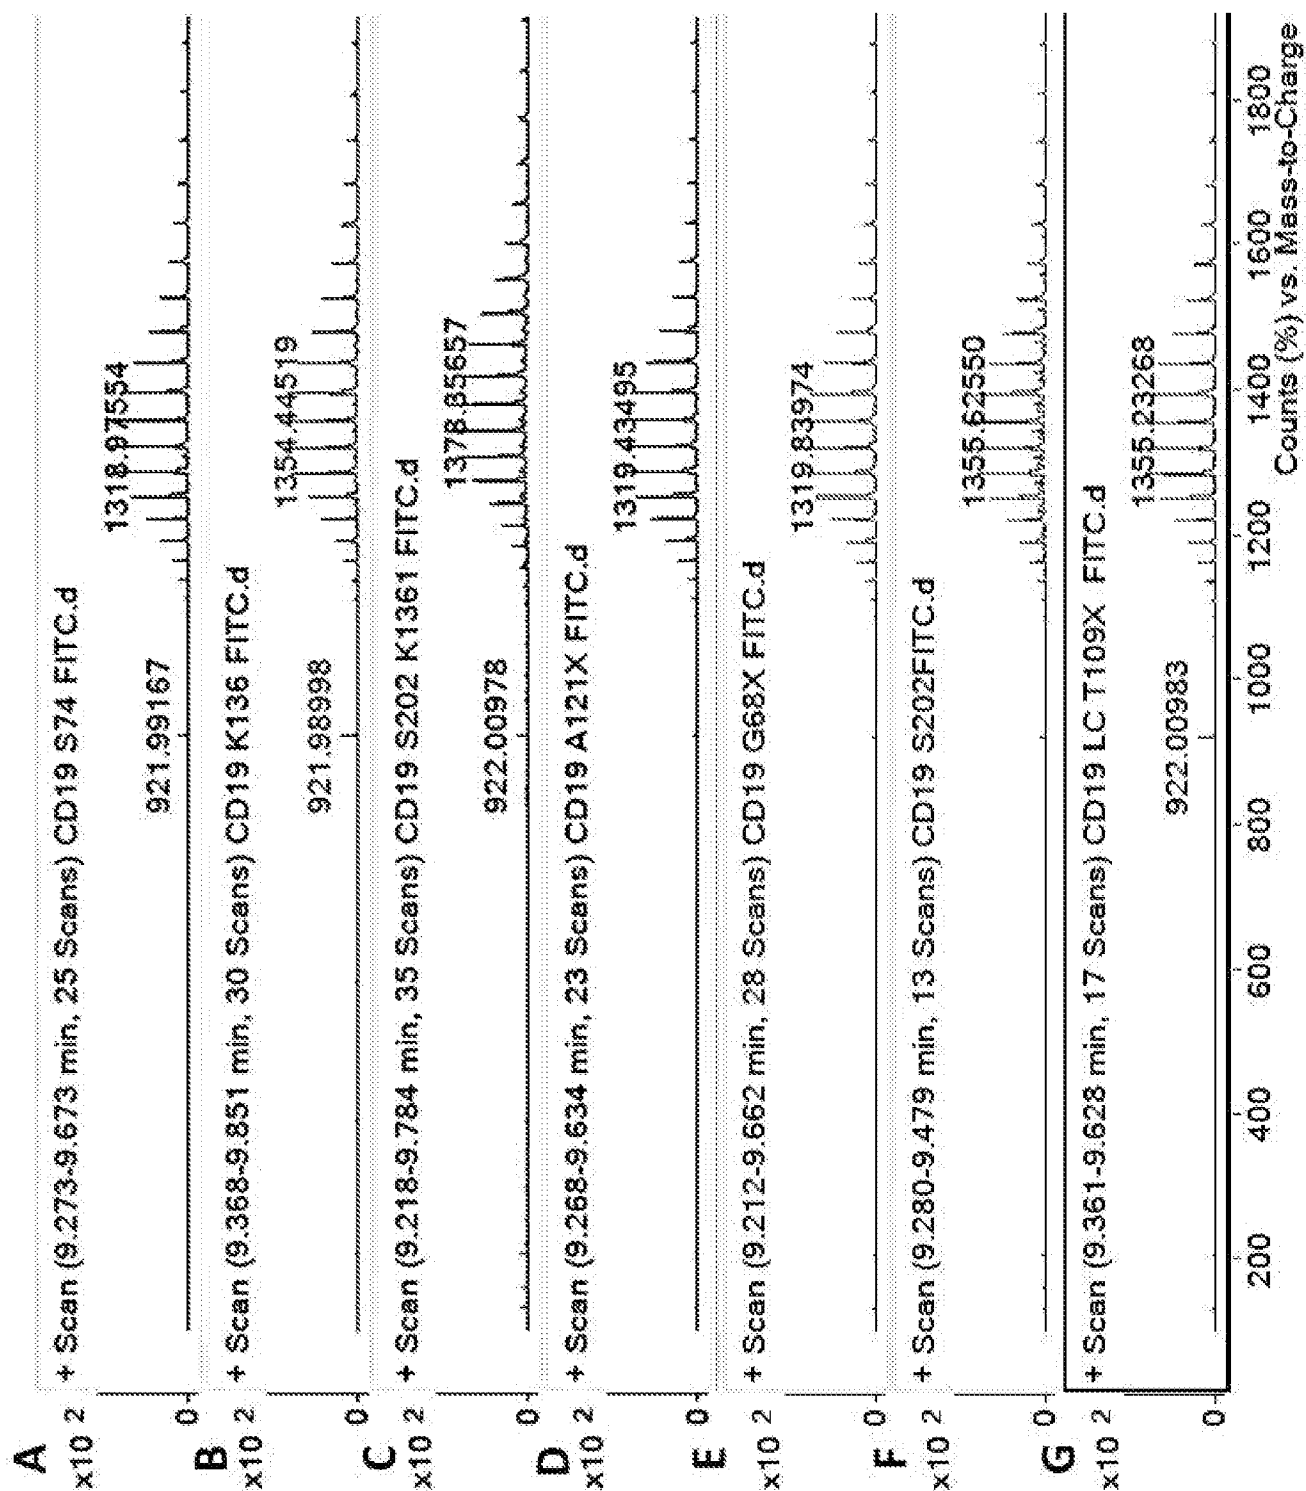 A
x10 2
+ Scan (9.273-9.673 min, 25 Scans) CD19 S74 FITC.d
1318.97554
921.99167
0
B
x10 2
+ Scan (9.368-9.851 min, 30 Scans) CD19 K136 FITC.d
1354.44519
921.98998
0
C
x10 2
+ Scan (9.218-9.784 min, 35 Scans) CD19 S202 K1361 FITC.d
1378.85657
922.00978
0
D
x10 2
+ Scan (9.268-9.634 min, 23 Scans) CD19 A121X FITC.d
1319.43495
0
E
x10 2
+ Scan (9.212-9.662 min, 28 Scans) CD19 G68X FITC.d
1319.83974
0
F
x10 2
+ Scan (9.280-9.479 min, 13 Scans) CD19 S202FITC.d
1355.62550
0
G
x10 2
+ Scan (9.361-9.628 min, 17 Scans) CD19 LC T109X FITC.d
1355.23268
922.00983
0
200 400 600 800 1000 1200 1400 1600 1800
Counts (%) vs. Mass-to-Charge